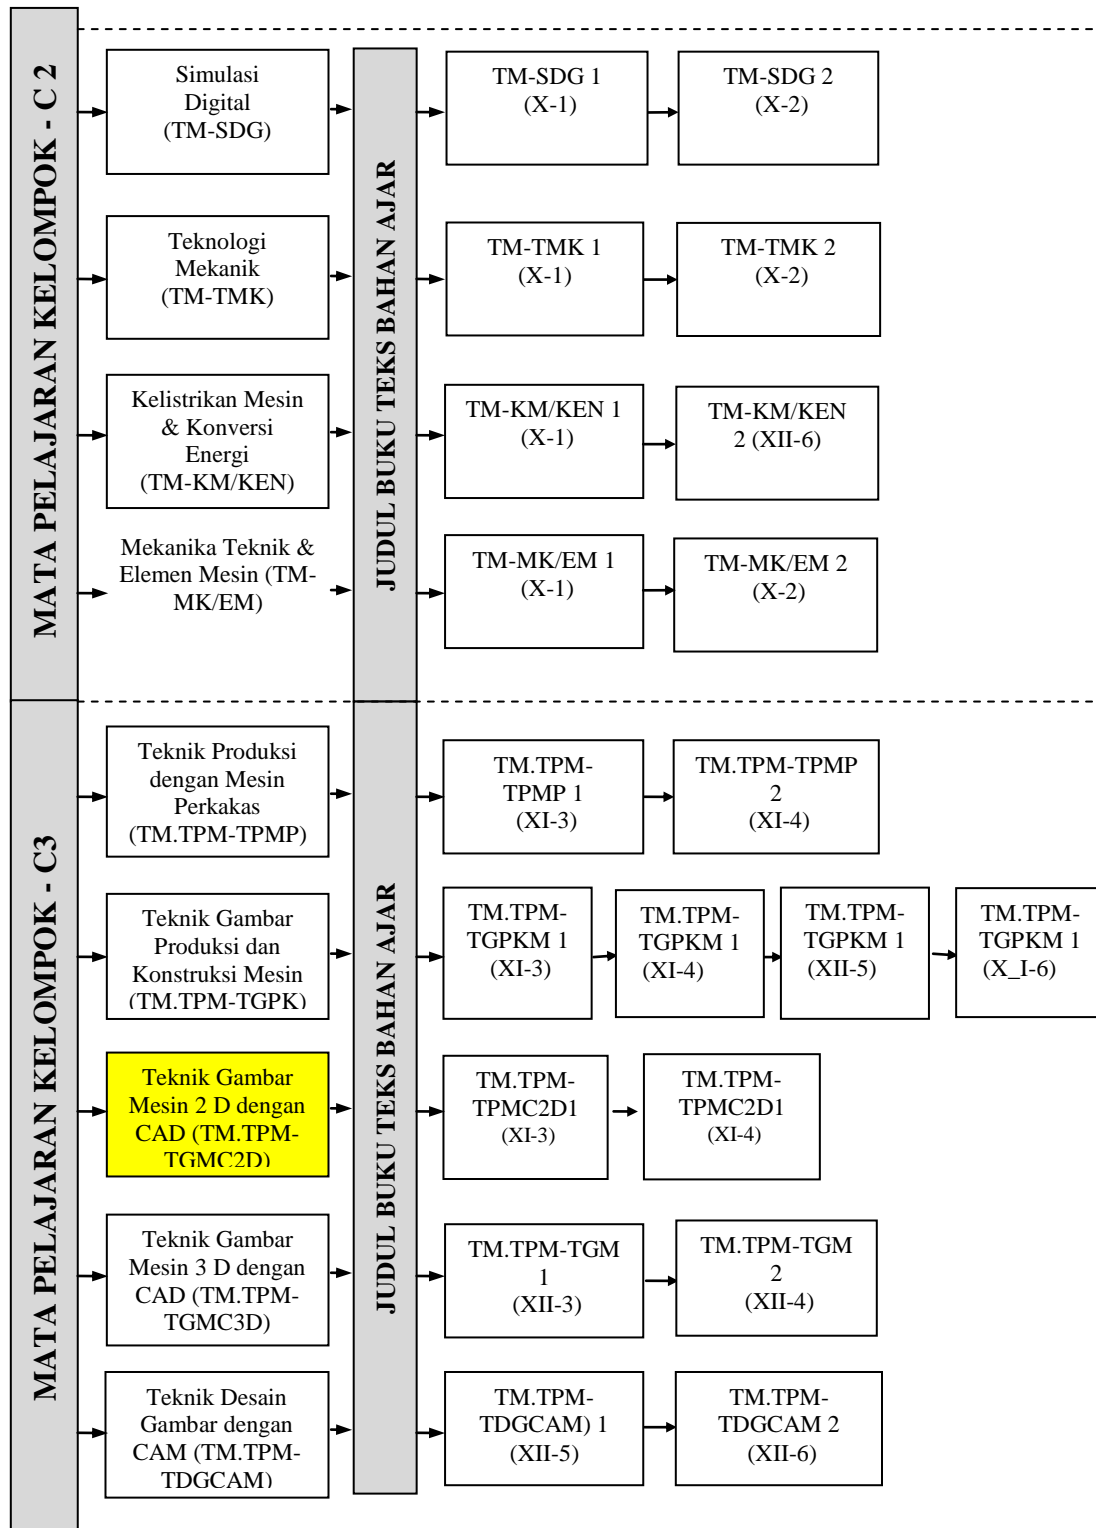 MATA PELAJARAN KELOMPOK - C 2
Simulasi
Digital
(TM-SDG)
JUDUL BUKU TEKS BAHAN AJAR
TM-SDG 1
(X-1)
TM-SDG 2
(X-2)
Teknologi
Mekanik
(TM-TMK)
TM-TMK 1
(X-1)
TM-TMK 2
(X-2)
Kelistrikan Mesin
& Konversi
Energi
(TM-KM/KEN)
TM-KM/KEN 1
(X-1)
TM-KM/KEN
2 (XII-6)
Mekanika Teknik &
Elemen Mesin (TM-
MK/EM)
TM-MK/EM 1
(X-1)
TM-MK/EM 2
(X-2)
MATA PELAJARAN KELOMPOK - C3
Teknik Produksi
dengan Mesin
Perkakas
(TM.TPM-TPMP)
JUDUL BUKU TEKS BAHAN AJAR
TM.TPM-
TPMP 1
(XI-3)
TM.TPM-TPMP
2
(XI-4)
Teknik Gambar
Produksi dan
Konstruksi Mesin
(TM.TPM-TGPK)
TM.TPM-
TGPKM 1
(XI-3)
TM.TPM-
TGPKM 1
(XI-4)
TM.TPM-
TGPKM 1
(XII-5)
TM.TPM-
TGPKM 1
(X_I-6)
Teknik Gambar
Mesin 2 D dengan
CAD (TM.TPM-
TGMC2D)
TM.TPM-
TPMC2D1
(XI-3)
TM.TPM-
TPMC2D1
(XI-4)
Teknik Gambar
Mesin 3 D dengan
CAD (TM.TPM-
TGMC3D)
TM.TPM-TGM
1
(XII-3)
TM.TPM-TGM
2
(XII-4)
Teknik Desain
Gambar dengan
CAM (TM.TPM-
TDGCAM)
TM.TPM-
TDGCAM) 1
(XII-5)
TM.TPM-
TDGCAM 2
(XII-6)